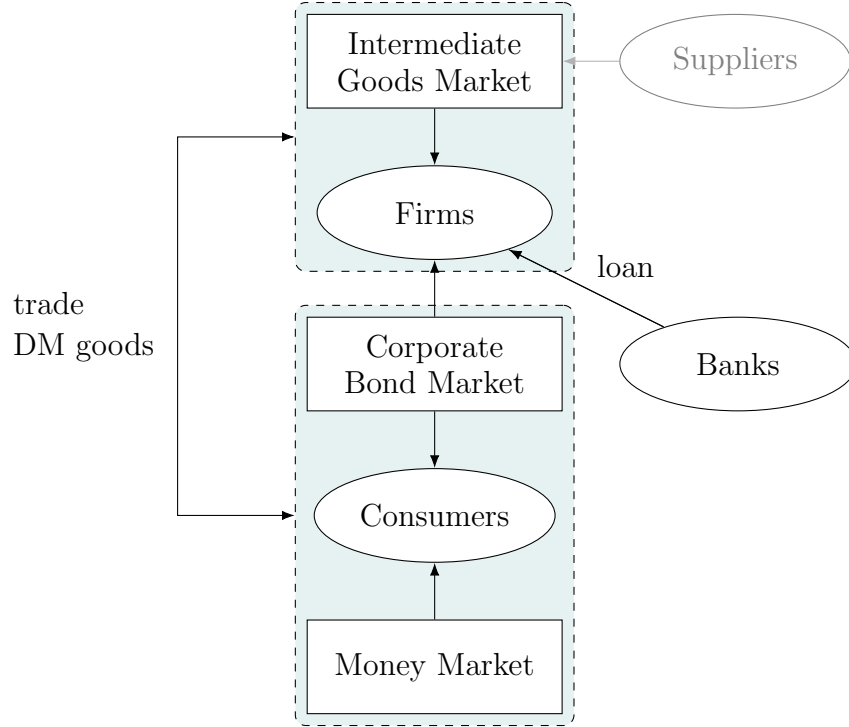 Intermediate
Goods Market
Suppliers
Firms
loan
trade
DM goods
Corporate
Bond Market
Banks
Consumers
Money Market